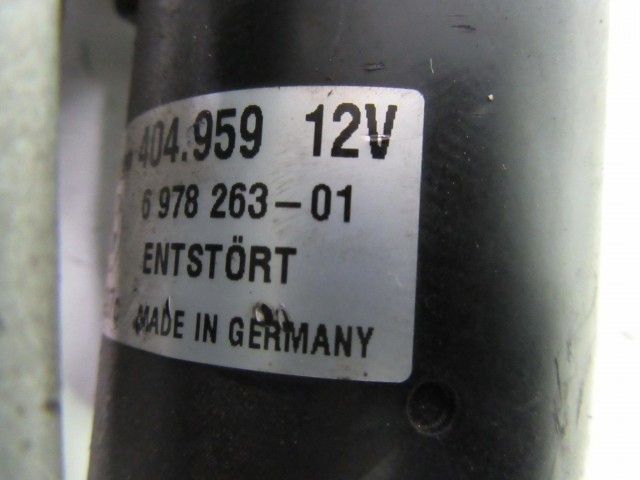 404.959 12V
6 978 263-01
ENTSTÖRT
MADE IN GERMANY